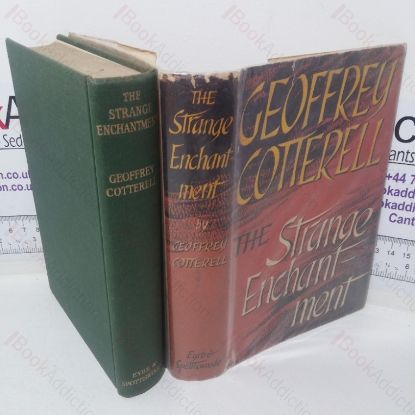 THE
STRANGE
ENCHANTMENT
GEOFFREY
COTTERELL
EYRE &
SPOTTISWOODE
THE
Strange
Enchant-
ment
by
GEOFFREY
COTTERELL
Eyre &
Spottiswoode
GEOFFREY
COTTERELL
THE
Strange
Enchant-
ment
BookAddiction